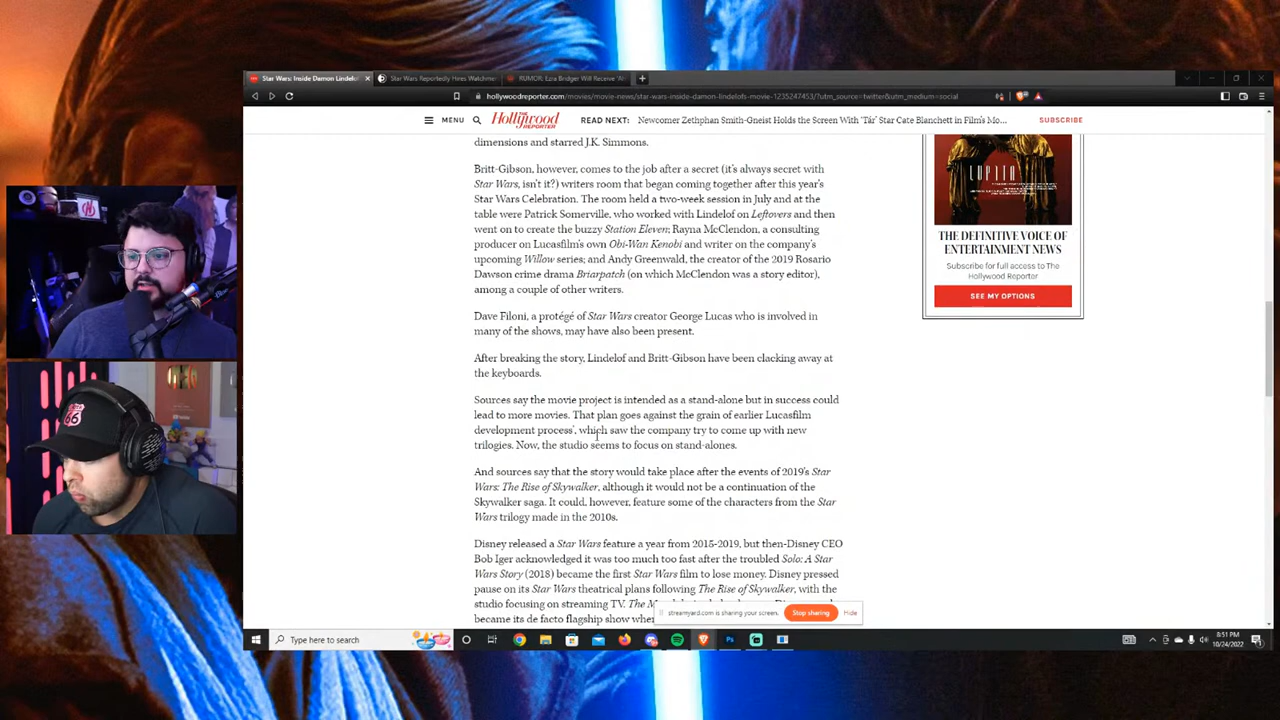 Star Wars: Inside Damon Lindelo
Star Wars Reportedly Hires Watchme
RUMOR: Ezra Bridger Will Receive 'A
hollywoodreporter.com/movies/movie-news/star-wars-inside-damon-lindelofs-movie-1235247453/?utm_source=twitter&utm_medium=social
MENU
THE Hollywood REPORTER
READ NEXT: Newcomer Zethphan Smith-Gneist Holds the Screen With 'Tár' Star Cate Blanchett in Film's Mo...
SUBSCRIBE
dimensions and starred J.K. Simmons.
Britt-Gibson, however, comes to the job after a secret (it's always secret with
Star Wars, isn't it?) writers room that began coming together after this year's
Star Wars Celebration. The room held a two-week session in July and at the
table were Patrick Somerville, who worked with Lindelof on Leftovers and then
went on to create the buzzy Station Eleven; Rayna McClendon, a consulting
producer on Lucasfilm's own Obi-Wan Kenobi and writer on the company's
upcoming Willow series; and Andy Greenwald, the creator of the 2019 Rosario
Dawson crime drama Briarpatch (on which McClendon was a story editor),
among a couple of other writers.
Dave Filoni, a protégé of Star Wars creator George Lucas who is involved in
many of the shows, may have also been present.
After breaking the story, Lindelof and Britt-Gibson have been clacking away at
the keyboards.
Sources say the movie project is intended as a stand-alone but in success could
lead to more movies. That plan goes against the grain of earlier Lucasfilm
development process', which saw the company try to come up with new
trilogies. Now, the studio seems to focus on stand-alones.
And sources say that the story would take place after the events of 2019's Star
Wars: The Rise of Skywalker, although it would not be a continuation of the
Skywalker saga. It could, however, feature some of the characters from the Star
Wars trilogy made in the 2010s.
Disney released a Star Wars feature a year from 2015-2019, but then-Disney CEO
Bob Iger acknowledged it was too much too fast after the troubled Solo: A Star
Wars Story (2018) became the first Star Wars film to lose money. Disney pressed
pause on its Star Wars theatrical plans following The Rise of Skywalker, with the
studio focusing on streaming TV. The
became its de facto flagship show
LUPIN
THE DEFINITIVE VOICE OF
ENTERTAINMENT NEWS
Subscribe for full access to The
Hollywood Reporter
SEE MY OPTIONS
streamyard.com is sharing your screen.
Stop sharing
Hide
66
Type here to search
8:51 PM
10/24/2022